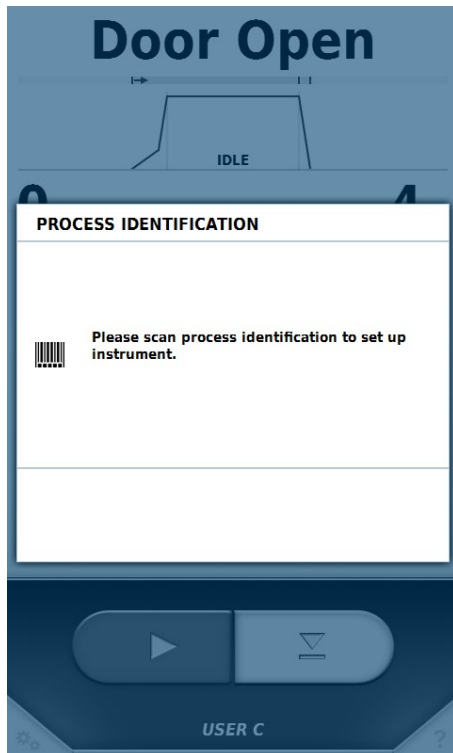 Door Open
IDLE
PROCESS IDENTIFICATION
Please scan process identification to set up
instrument.
USER C
?